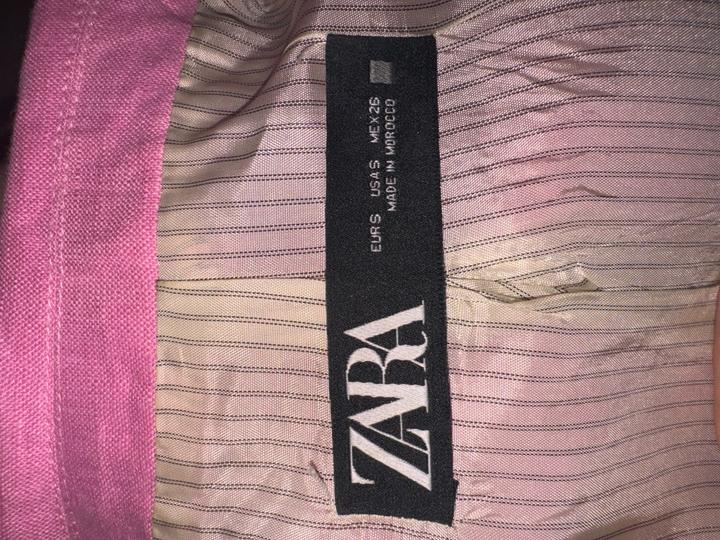 ZARA
EUR S USA S MEX 26
MADE IN MOROCCO